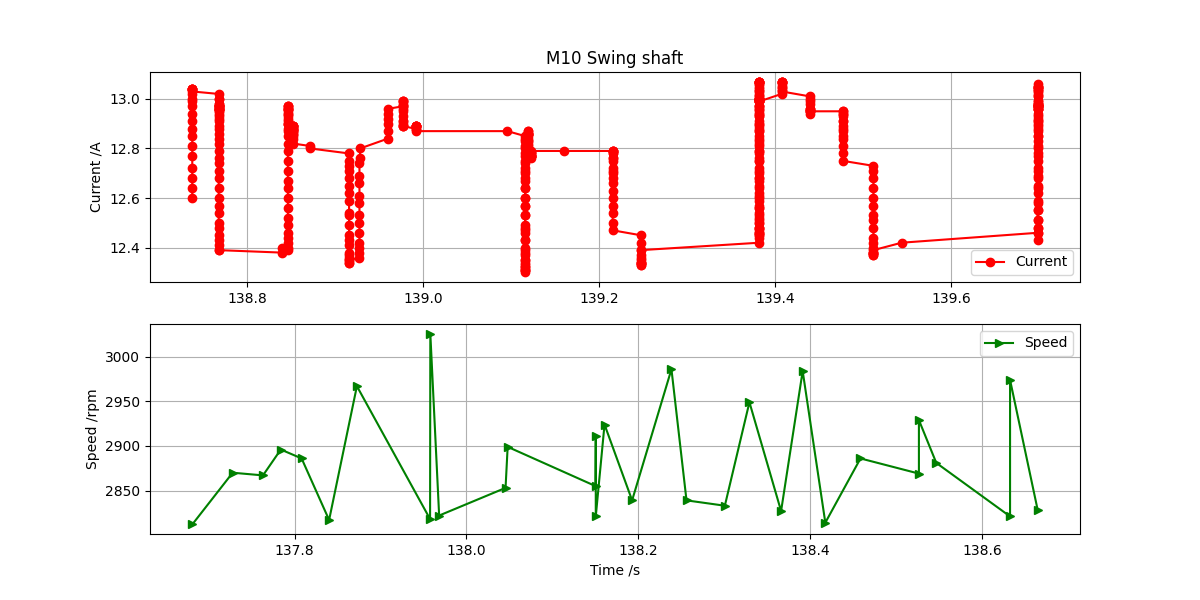 M10 Swing shaft
Current /A
13.0
12.8
12.6
12.4
Current
138.8 139.0 139.2 139.4 139.6
Speed /rpm
3000
2950
2900
2850
Speed
137.8 138.0 138.2 138.4 138.6
Time /s